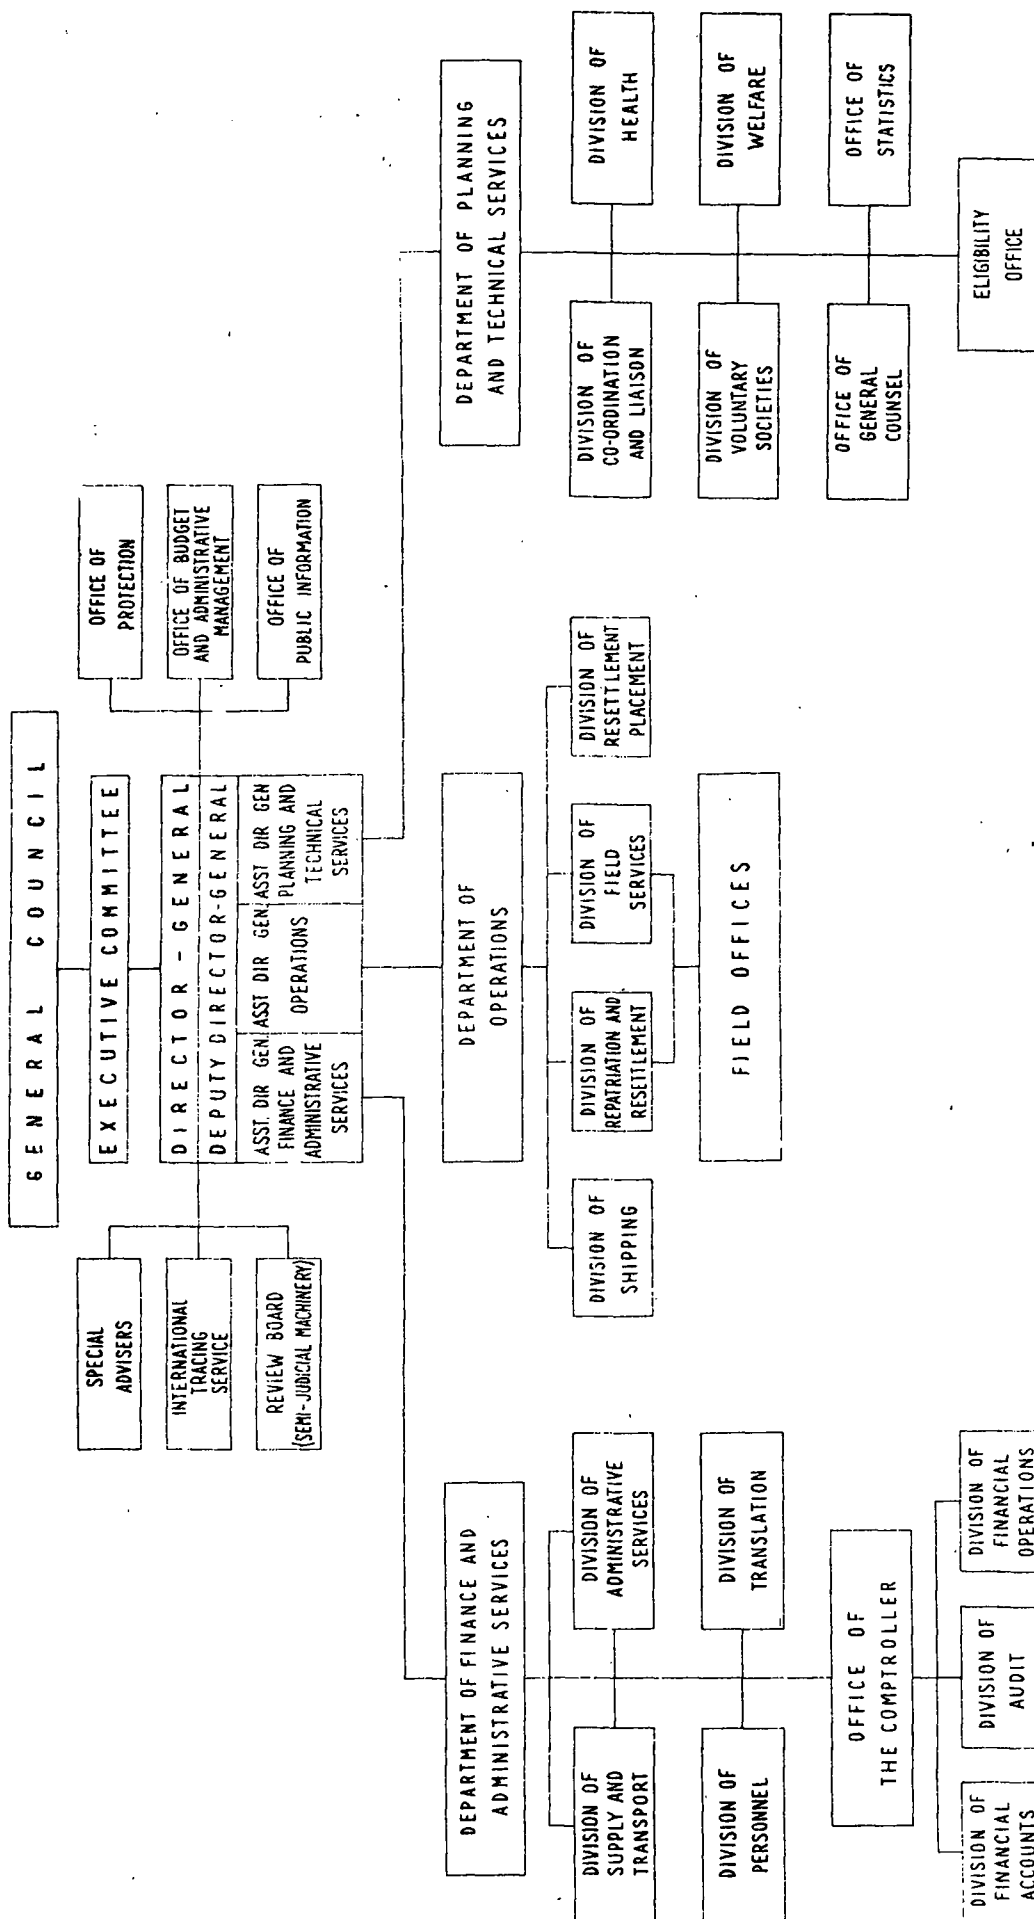 GENERAL COUNCIL
EXECUTIVE COMMITTEE
DIRECTOR - GENERAL
DEPUTY DIRECTOR-GENERAL
ASST. DIR GEN.
FINANCE AND
ADMINISTRATIVE
SERVICES
ASST DIR GEN.
OPERATIONS
ASST DIR GEN
PLANNING AND
TECHNICAL
SERVICES
SPECIAL
ADVISERS
INTERNATIONAL
TRACING
SERVICE
REVIEW BOARD
(SEMI-JUDICIAL MACHINERY)
OFFICE OF
PROTECTION
OFFICE OF BUDGET
AND ADMINISTRATIVE
MANAGEMENT
OFFICE OF
PUBLIC INFORMATION
DEPARTMENT OF FINANCE AND
ADMINISTRATIVE SERVICES
DIVISION OF
SUPPLY AND
TRANSPORT
DIVISION OF
ADMINISTRATIVE
SERVICES
DIVISION OF
PERSONNEL
DIVISION OF
TRANSLATION
OFFICE OF
THE COMPTROLLER
DIVISION OF
FINANCIAL
ACCOUNTS
DIVISION OF
AUDIT
DIVISION OF
FINANCIAL
OPERATIONS
DEPARTMENT OF
OPERATIONS
DIVISION OF
SHIPPING
DIVISION OF
REPATRIATION AND
RESETTLEMENT
DIVISION OF
FIELD
SERVICES
DIVISION OF
RESETTLEMENT
PLACEMENT
FIELD OFFICES
DEPARTMENT OF PLANNING
AND TECHNICAL SERVICES
DIVISION OF
CO-ORDINATION
AND LIAISON
DIVISION OF
HEALTH
DIVISION OF
VOLUNTARY
SOCIETIES
DIVISION OF
WELFARE
OFFICE OF
GENERAL
COUNSEL
OFFICE OF
STATISTICS
ELIGIBILITY
OFFICE